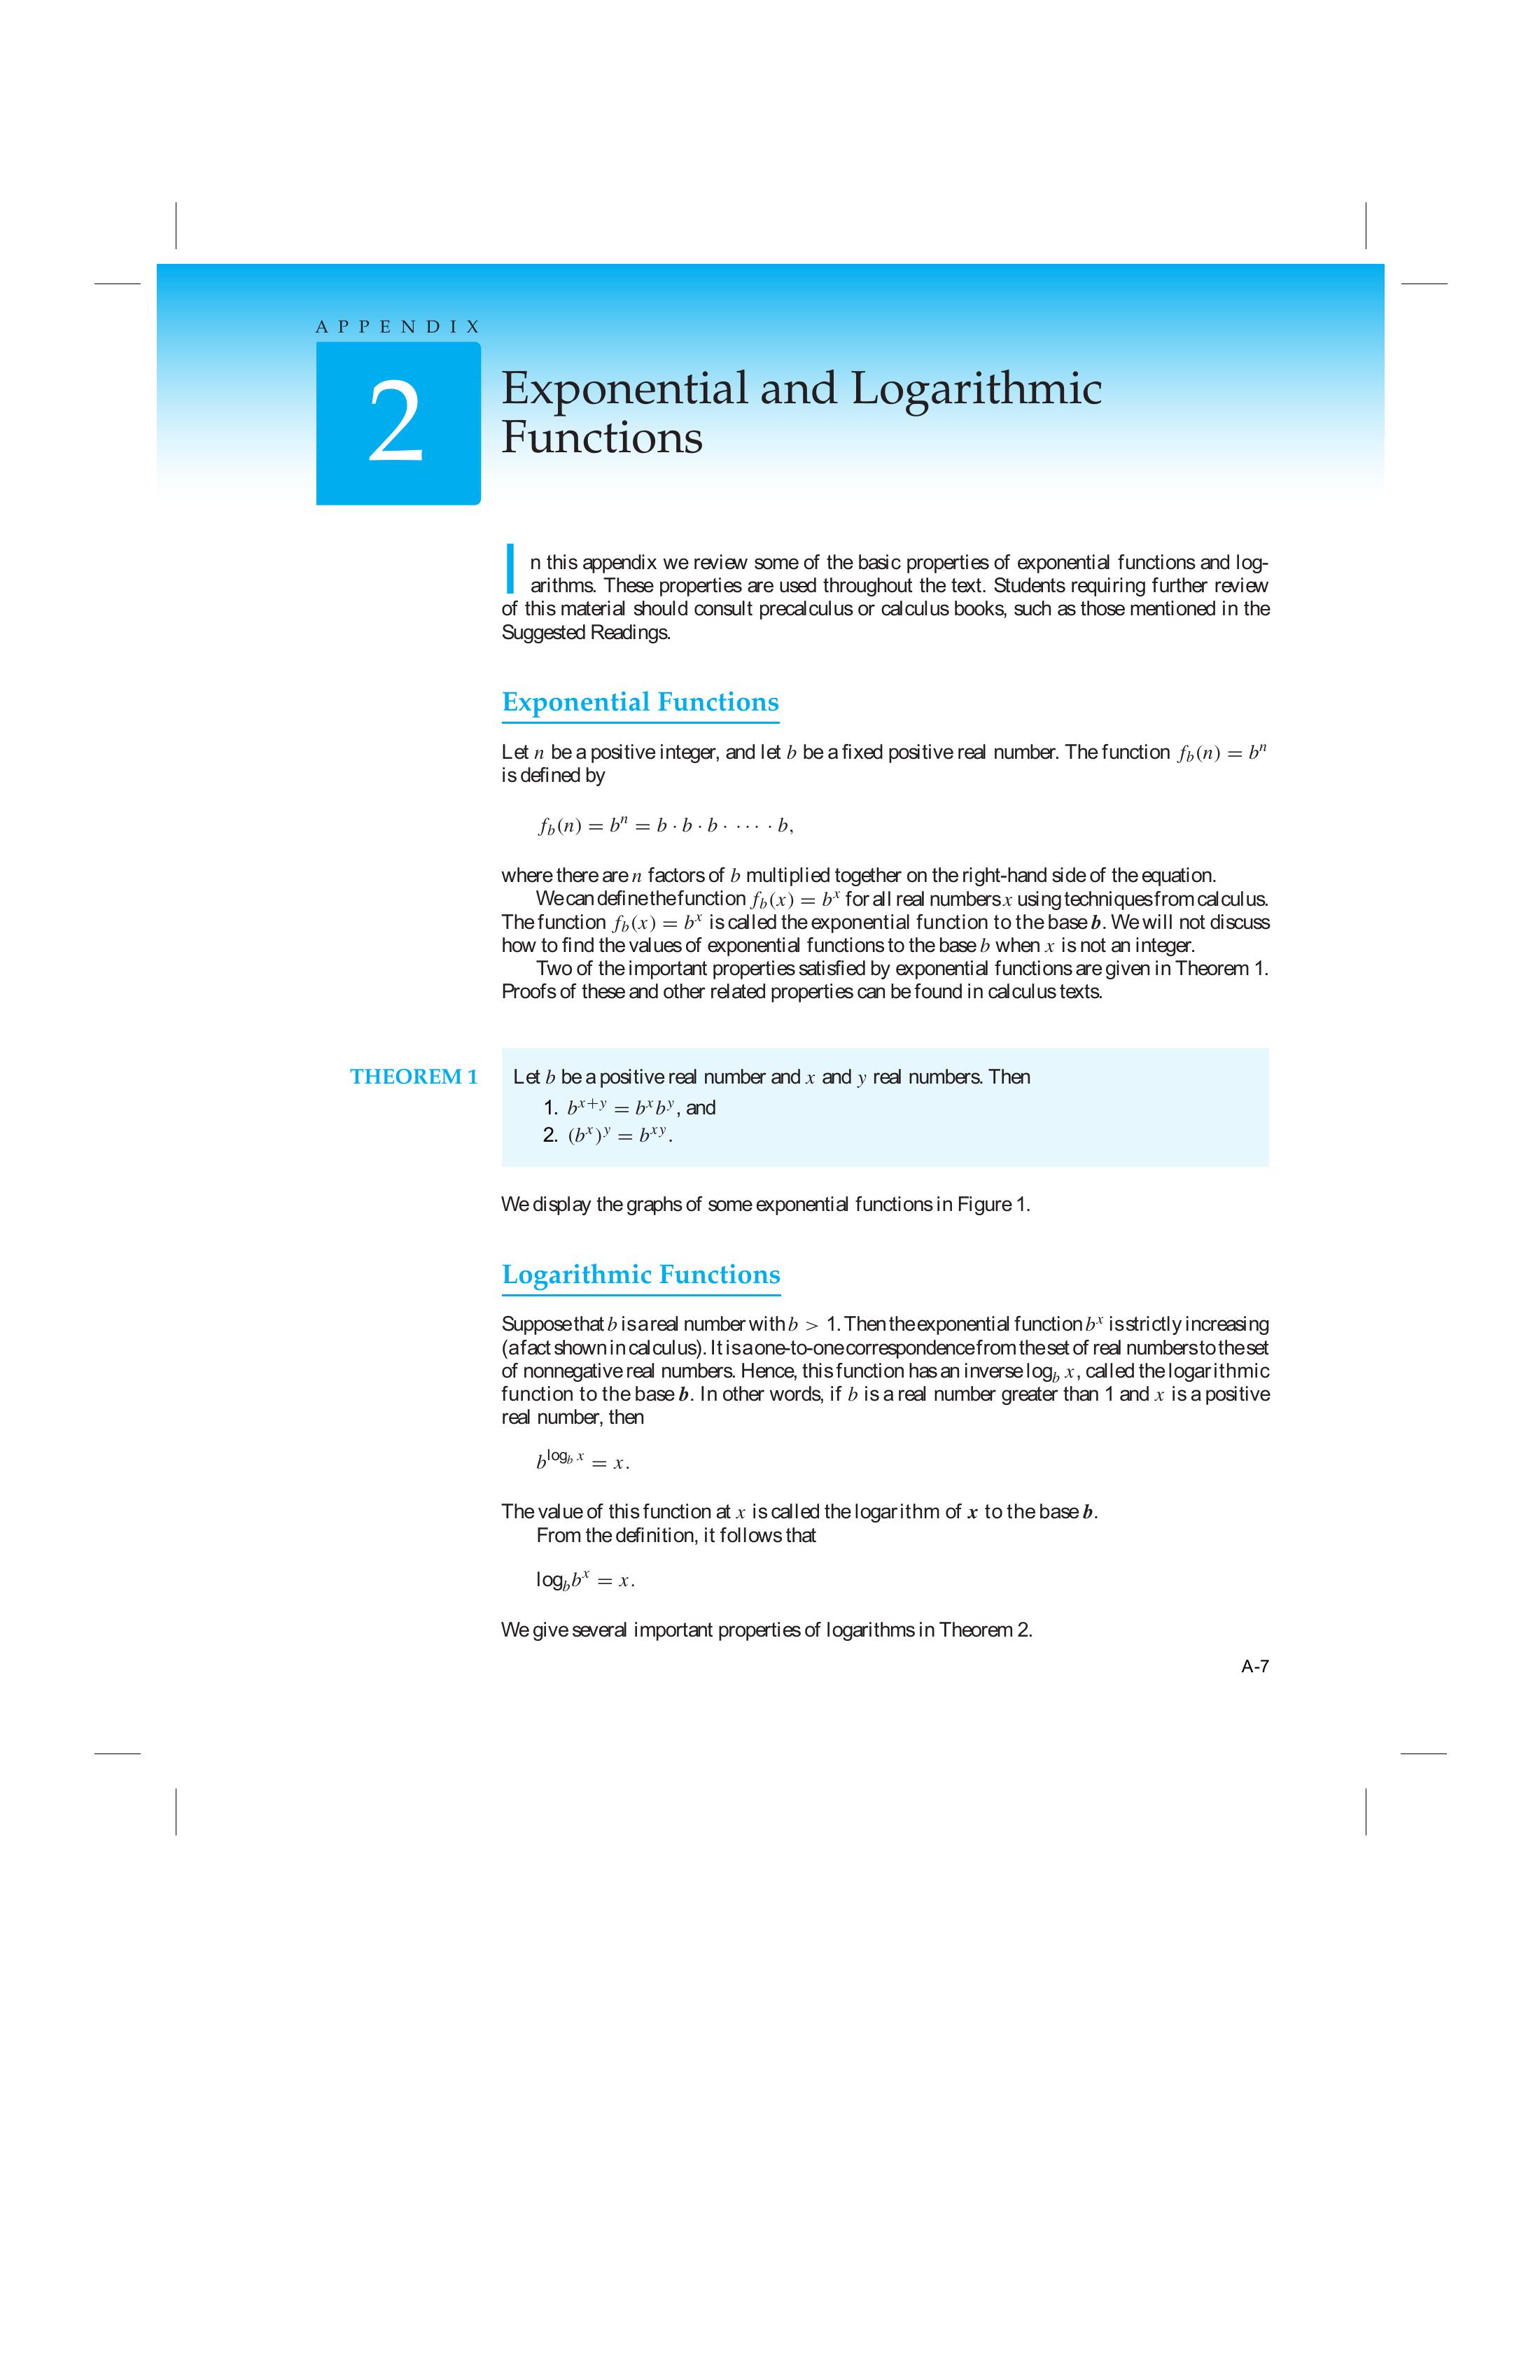 APPENDIX
2
Exponential and Logarithmic
Functions
In this appendix we review some of the basic properties of exponential functions and log-
arithms. These properties are used throughout the text. Students requiring further review
of this material should consult precalculus or calculus books, such as those mentioned in the
Suggested Readings.
Exponential Functions
Let n be a positive integer, and let b be a fixed positive real number. The function f_b(n) = b^n
is defined by
f_b(n) = b^n = b · b · b · ··· · b,
where there are n factors of b multiplied together on the right-hand side of the equation.
We can define the function f_b(x) = b^x for all real numbers x using techniques from calculus.
The function f_b(x) = b^x is called the exponential function to the base b. We will not discuss
how to find the values of exponential functions to the base b when x is not an integer.
Two of the important properties satisfied by exponential functions are given in Theorem 1.
Proofs of these and other related properties can be found in calculus texts.
THEOREM 1 Let b be a positive real number and x and y real numbers. Then
1. b^{x+y} = b^x b^y, and
2. (b^x)^y = b^{xy}.
We display the graphs of some exponential functions in Figure 1.
Logarithmic Functions
Suppose that b is a real number with b > 1. Then the exponential function b^x is strictly increasing
(a fact shown in calculus). It is a one-to-one correspondence from the set of real numbers to the set
of nonnegative real numbers. Hence, this function has an inverse log_b x, called the logarithmic
function to the base b. In other words, if b is a real number greater than 1 and x is a positive
real number, then
b^{log_b x} = x.
The value of this function at x is called the logarithm of x to the base b.
From the definition, it follows that
log_b b^x = x.
We give several important properties of logarithms in Theorem 2.
A-7